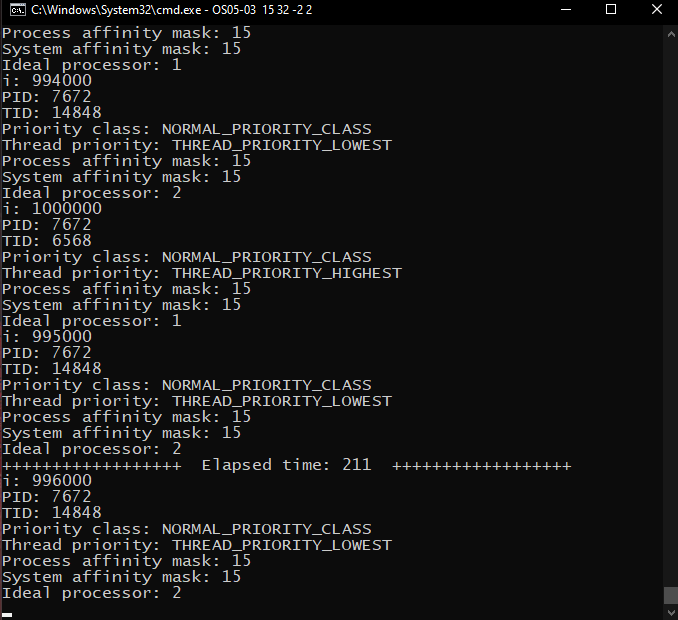 C:\Windows\System32\cmd.exe - OS05-03  15 32 -2 2
Process affinity mask: 15
System affinity mask: 15
Ideal processor: 1
i: 994000
PID: 7672
TID: 14848
Priority class: NORMAL_PRIORITY_CLASS
Thread priority: THREAD_PRIORITY_LOWEST
Process affinity mask: 15
System affinity mask: 15
Ideal processor: 2
i: 1000000
PID: 7672
TID: 6568
Priority class: NORMAL_PRIORITY_CLASS
Thread priority: THREAD_PRIORITY_HIGHEST
Process affinity mask: 15
System affinity mask: 15
Ideal processor: 1
i: 995000
PID: 7672
TID: 14848
Priority class: NORMAL_PRIORITY_CLASS
Thread priority: THREAD_PRIORITY_LOWEST
Process affinity mask: 15
System affinity mask: 15
Ideal processor: 2
++++++++++++++++++  Elapsed time: 211  ++++++++++++++++++
i: 996000
PID: 7672
TID: 14848
Priority class: NORMAL_PRIORITY_CLASS
Thread priority: THREAD_PRIORITY_LOWEST
Process affinity mask: 15
System affinity mask: 15
Ideal processor: 2